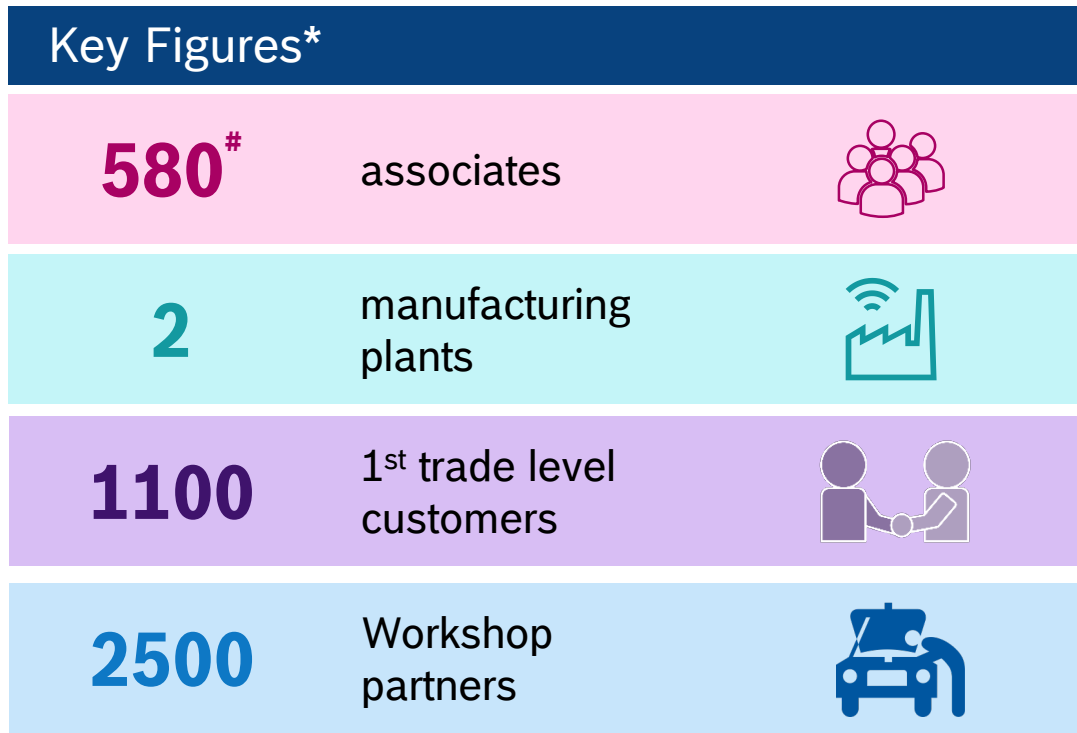 Key Figures*
580#
associates
2
manufacturing
plants
1100
1st trade level
customers
2500
Workshop
partners